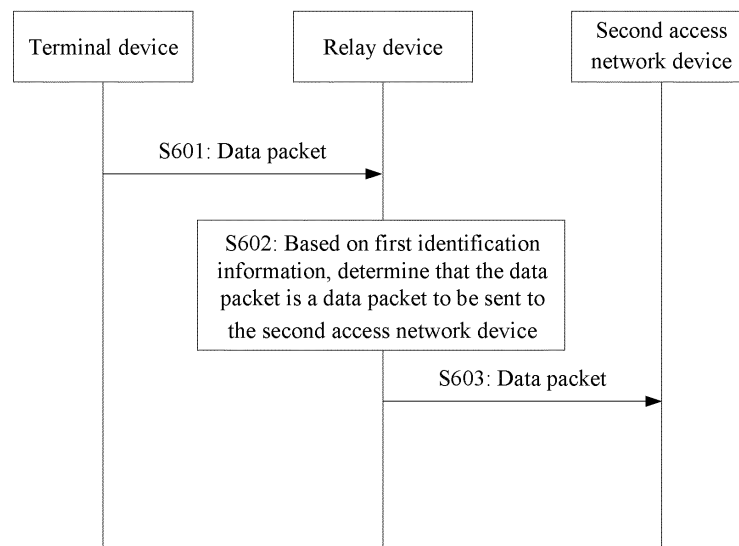 Terminal device
Relay device
Second access
network device
S601: Data packet
S602: Based on first identification
information, determine that the data
packet is a data packet to be sent to
the second access network device
S603: Data packet